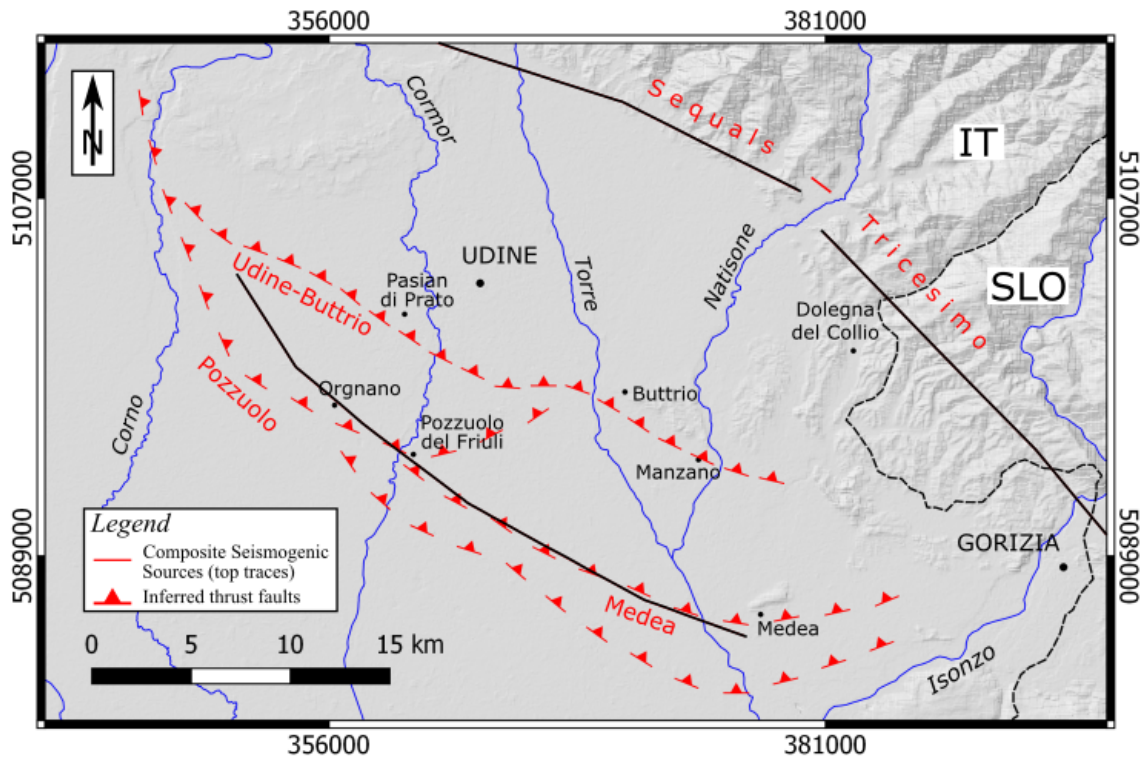 356000
381000
Cormor
Sequals
IT
N
5107000
5107000
Tricesimo
UDINE
Natisone
Torre
SLO
Udine-Buttrio
Pasian
di Prato
Dolegna
del Collio
Pozzuolo
Orgnano
Buttrio
Corno
Pozzuolo
del Friuli
Manzano
Legend
Composite Seismogenic
Sources (top traces)
Inferred thrust faults
5089000
5089000
GORIZIA
Medea
Medea
0 5 10 15 km
Isonzo
356000
381000